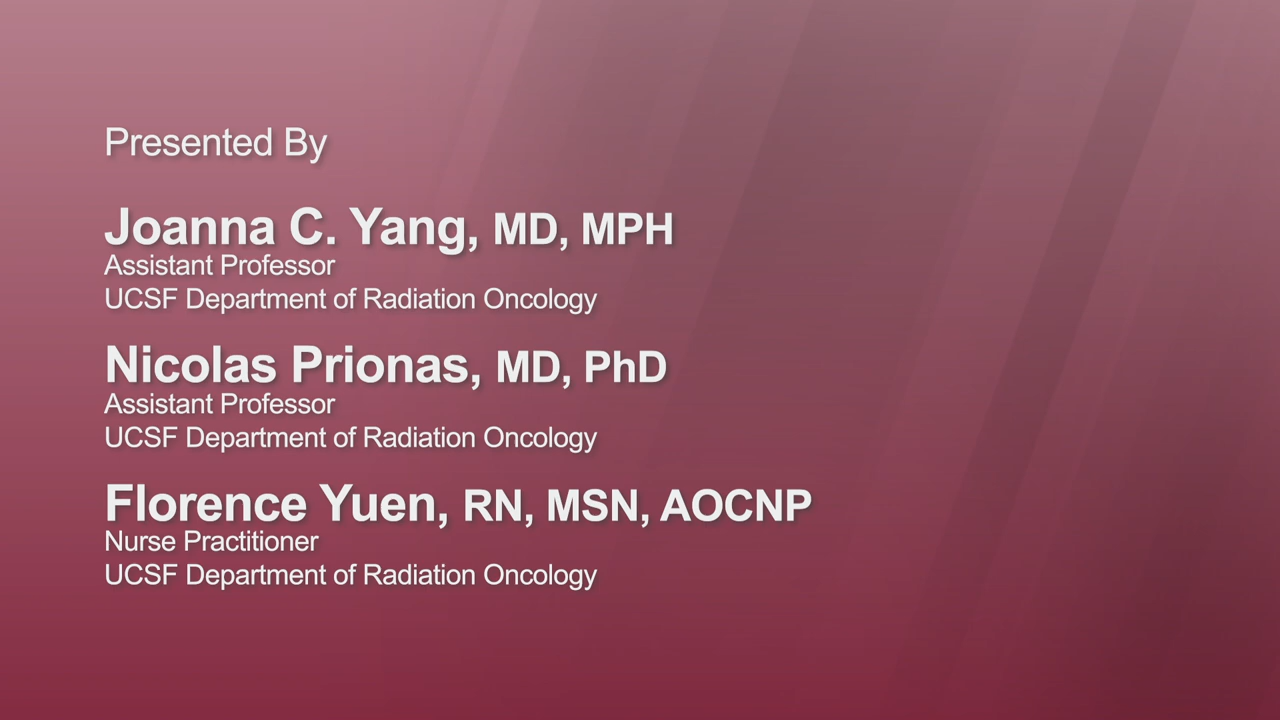 Presented By
Joanna C. Yang, MD, MPH
Assistant Professor
UCSF Department of Radiation Oncology
Nicolas Prionas, MD, PhD
Assistant Professor
UCSF Department of Radiation Oncology
Florence Yuen, RN, MSN, AOCNP
Nurse Practitioner
UCSF Department of Radiation Oncology